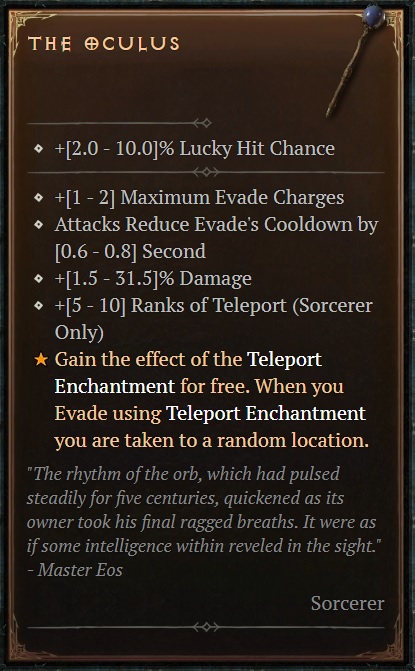 THE OCULUS
+[2.0 - 10.0]% Lucky Hit Chance
+[1 - 2] Maximum Evade Charges
Attacks Reduce Evade's Cooldown by
[0.6 - 0.8] Second
+[1.5 - 31.5]% Damage
+[5 - 10] Ranks of Teleport (Sorcerer
Only)
Gain the effect of the Teleport
Enchantment for free. When you
Evade using Teleport Enchantment
you are taken to a random location.
"The rhythm of the orb, which had pulsed
steadily for five centuries, quickened as its
owner took his final ragged breaths. It were as
if some intelligence within reveled in the sight."
- Master Eos
Sorcerer